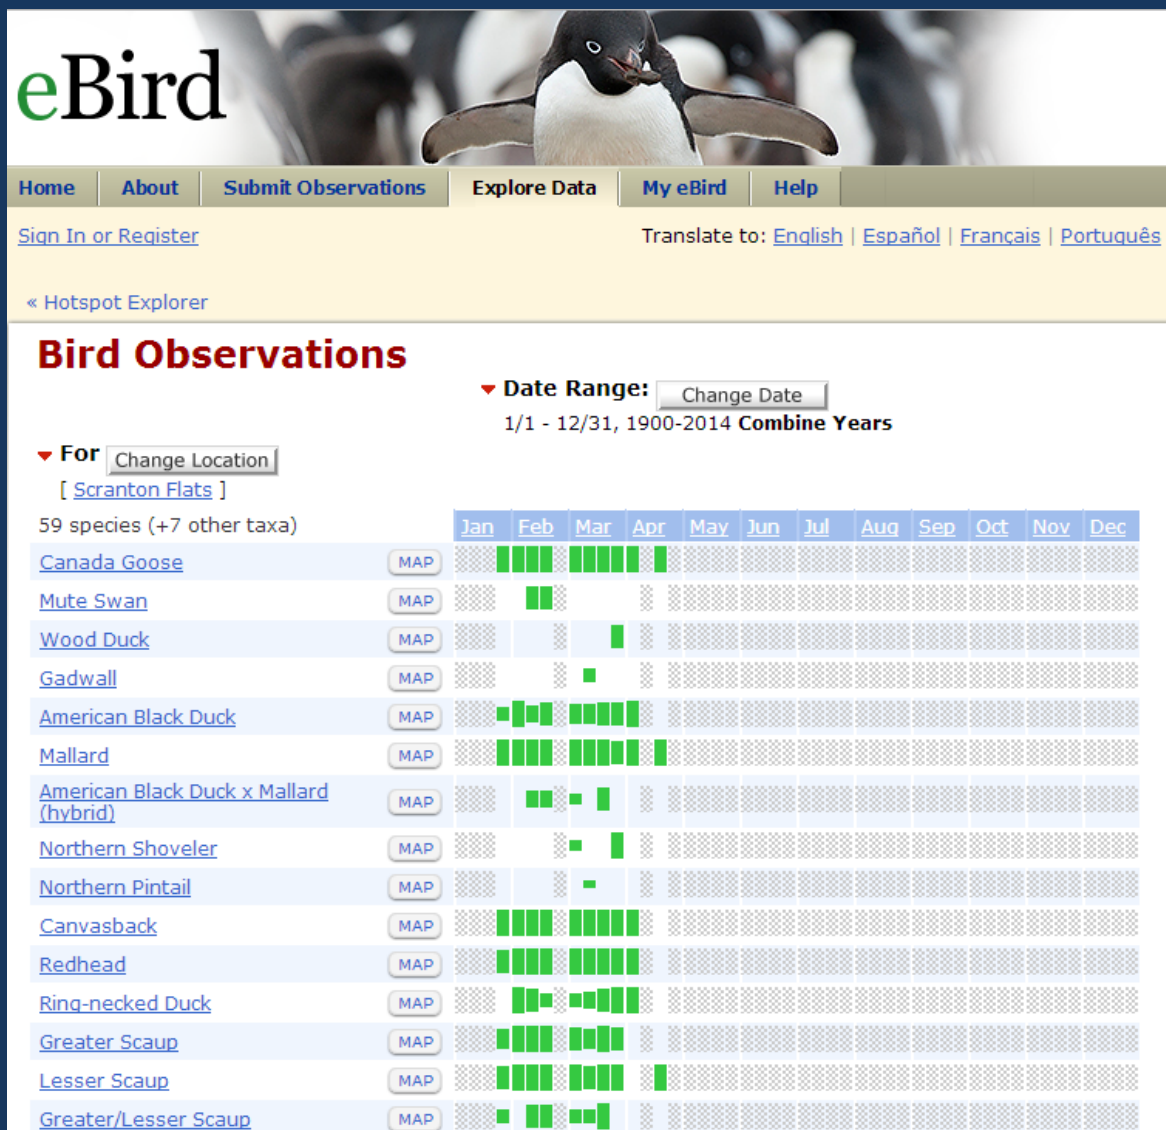 eBird
Home About Submit Observations Explore Data My eBird Help
Sign In or Register Translate to: English | Español | Français | Português
« Hotspot Explorer
Bird Observations
Date Range: Change Date
1/1 - 12/31, 1900-2014 Combine Years
For Change Location
[ Scranton Flats ]
59 species (+7 other taxa) Jan Feb Mar Apr May Jun Jul Aug Sep Oct Nov Dec
Canada Goose MAP
Mute Swan MAP
Wood Duck MAP
Gadwall MAP
American Black Duck MAP
Mallard MAP
American Black Duck x Mallard
(hybrid) MAP
Northern Shoveler MAP
Northern Pintail MAP
Canvasback MAP
Redhead MAP
Ring-necked Duck MAP
Greater Scaup MAP
Lesser Scaup MAP
Greater/Lesser Scaup MAP